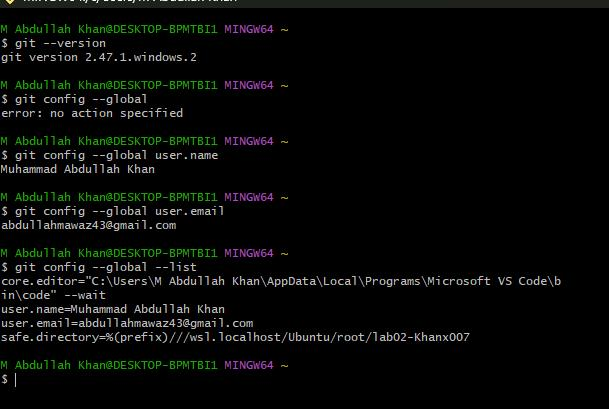 M Abdullah Khan@DESKTOP-BPMTBI1 MINGW64 ~
$ git --version
git version 2.47.1.windows.2
M Abdullah Khan@DESKTOP-BPMTBI1 MINGW64 ~
$ git config --global
error: no action specified
M Abdullah Khan@DESKTOP-BPMTBI1 MINGW64 ~
$ git config --global user.name
Muhammad Abdullah Khan
M Abdullah Khan@DESKTOP-BPMTBI1 MINGW64 ~
$ git config --global user.email
abdullahmawaz43@gmail.com
M Abdullah Khan@DESKTOP-BPMTBI1 MINGW64 ~
$ git config --global --list
core.editor="C:\Users\M Abdullah Khan\AppData\Local\Programs\Microsoft VS Code\b
in\code" --wait
user.name=Muhammad Abdullah Khan
user.email=abdullahmawaz43@gmail.com
safe.directory=%(prefix)///wsl.localhost/Ubuntu/root/lab02-Khanx007
M Abdullah Khan@DESKTOP-BPMTBI1 MINGW64 ~
$